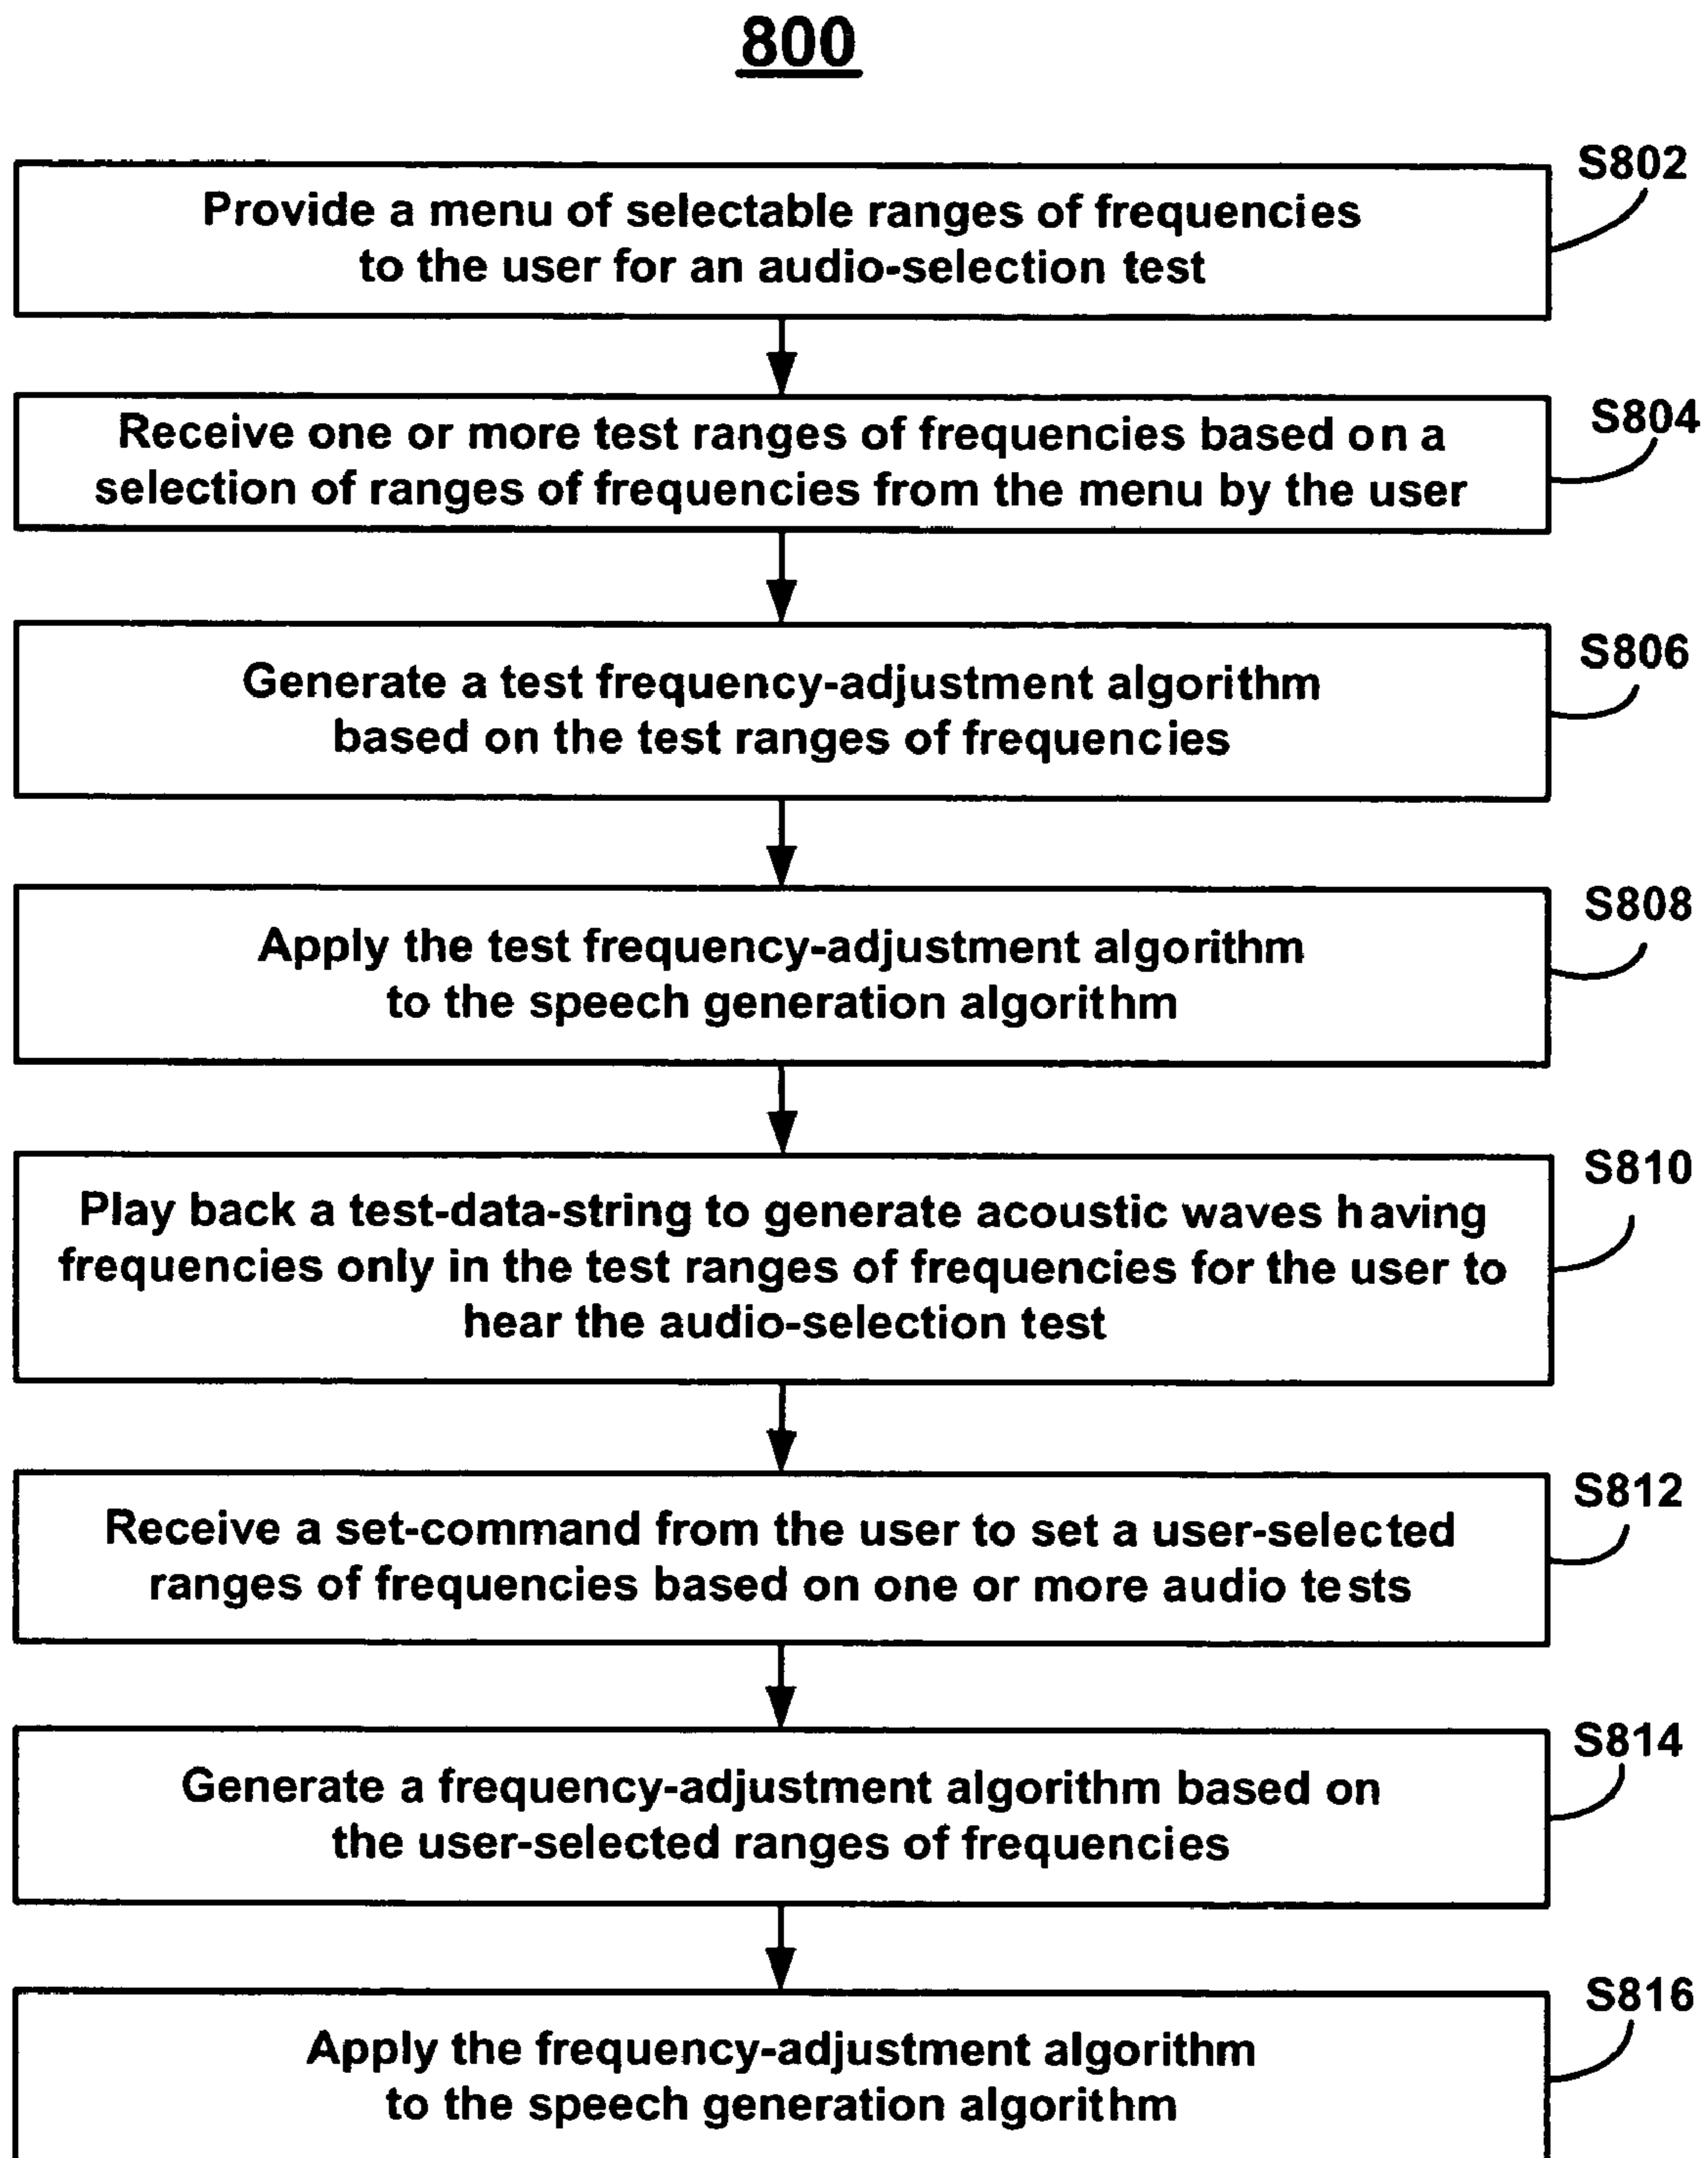 800
S802
Provide a menu of selectable ranges of frequencies
to the user for an audio-selection test
S804
Receive one or more test ranges of frequencies based on a
selection of ranges of frequencies from the menu by the user
S806
Generate a test frequency-adjustment algorithm
based on the test ranges of frequencies
S808
Apply the test frequency-adjustment algorithm
to the speech generation algorithm
S810
Play back a test-data-string to generate acoustic waves having
frequencies only in the test ranges of frequencies for the user to
hear the audio-selection test
S812
Receive a set-command from the user to set a user-selected
ranges of frequencies based on one or more audio tests
S814
Generate a frequency-adjustment algorithm based on
the user-selected ranges of frequencies
S816
Apply the frequency-adjustment algorithm
to the speech generation algorithm